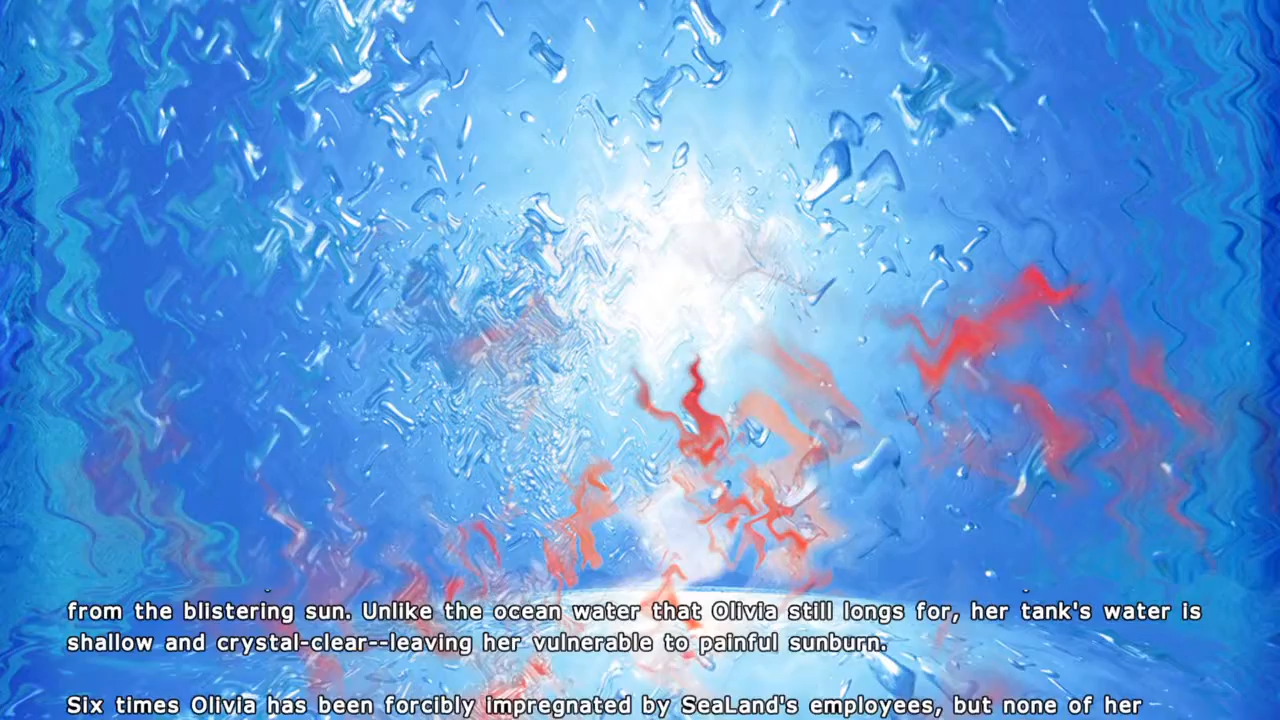 from the blistering sun. Unlike the ocean water that Olivia still longs for, her tank's water is
shallow and crystal-clear--leaving her vulnerable to painful sunburn.
Six times Olivia has been forcibly impregnated by SeaLand's employees, but none of her